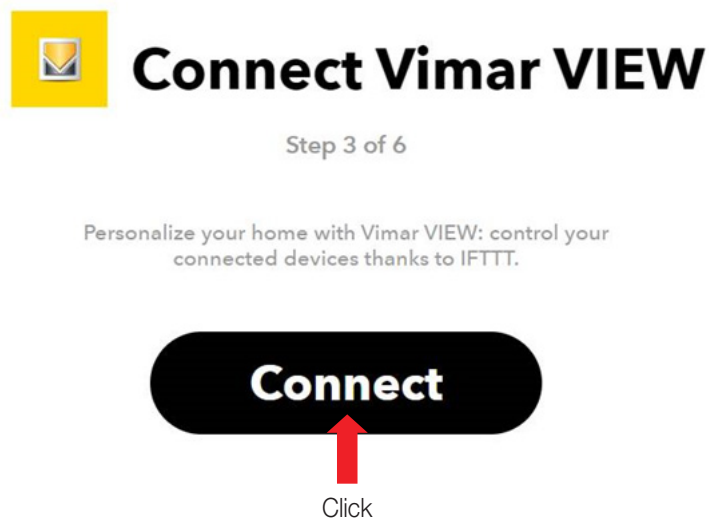 Connect Vimar VIEW
Step 3 of 6
Personalize your home with Vimar VIEW: control your
connected devices thanks to IFTTT.
Connect
Click